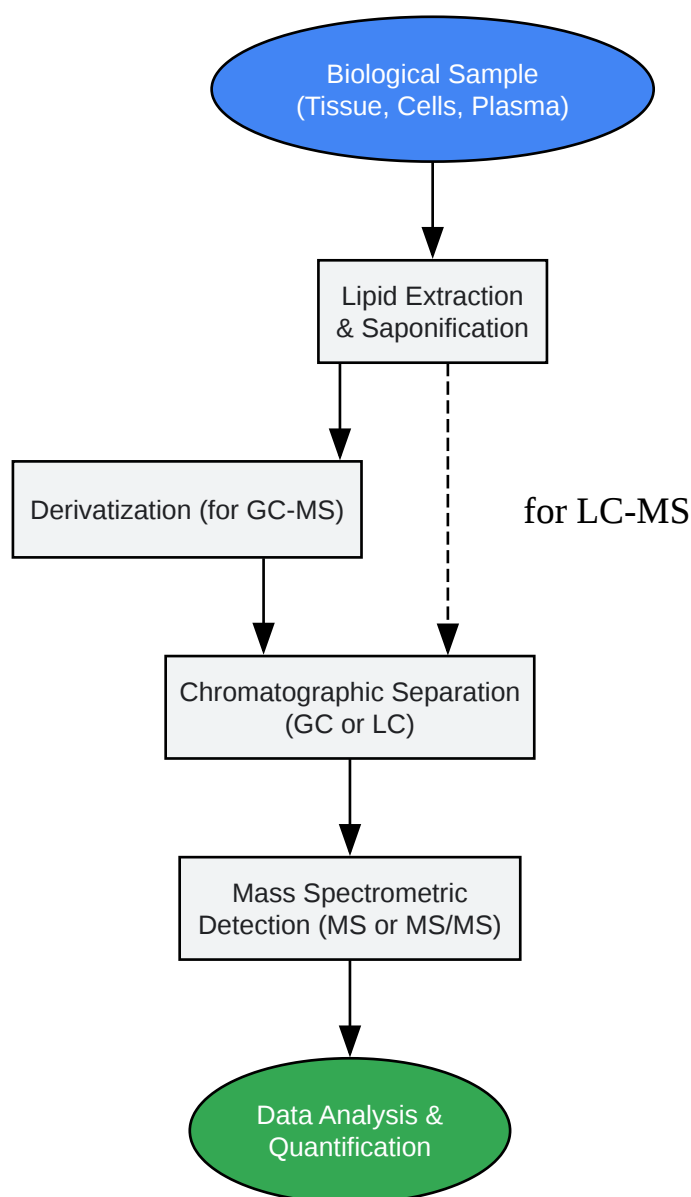 Biological Sample
(Tissue, Cells, Plasma)
Lipid Extraction
& Saponification
Derivatization (for GC-MS)
for LC-MS
Chromatographic Separation
(GC or LC)
Mass Spectrometric
Detection (MS or MS/MS)
Data Analysis &
Quantification